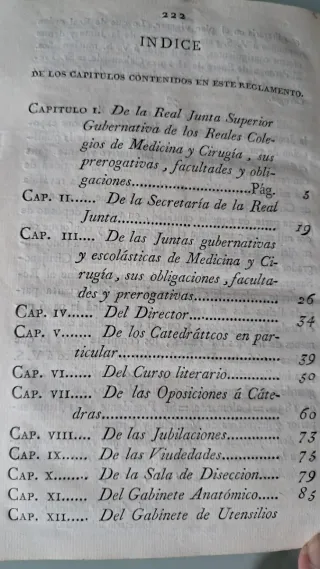 222
INDICE
DE LOS CAPITULOS CONTENIDOS EN ESTE REGLAMENTO.
CAPITULO I. De la Real Junta Superior
Gubernativa de los Reales Cole-
gios de Medicina y Cirugía, sus
prerogativas, facultades y obli-
gaciones..............................Pág. 5
CAP. II...... De la Secretaría de la Real
Junta........................................ 19
CAP. III.... De las Juntas gubernativas
y escolásticas de Medicina y Ci-
rugía, sus obligaciones, faculta-
des y prerogativas..................... 26
CAP. IV...... Del Director..................... 34
CAP. V....... De los Catedrátcos en par-
ticular........................................ 39
CAP. VI...... Del Curso literario............. 50
CAP. VII..... De las Oposiciones á Cáte-
dras............................................ 60
CAP. VIII..... De las Jubilaciones............. 73
CAP. IX...... De las Viudedades............. 75
CAP. X....... De la Sala de Diseccion..... 79
CAP. XI...... Del Gabinete Anatómico..... 85
CAP. XII..... Del Gabinete de Utensilios